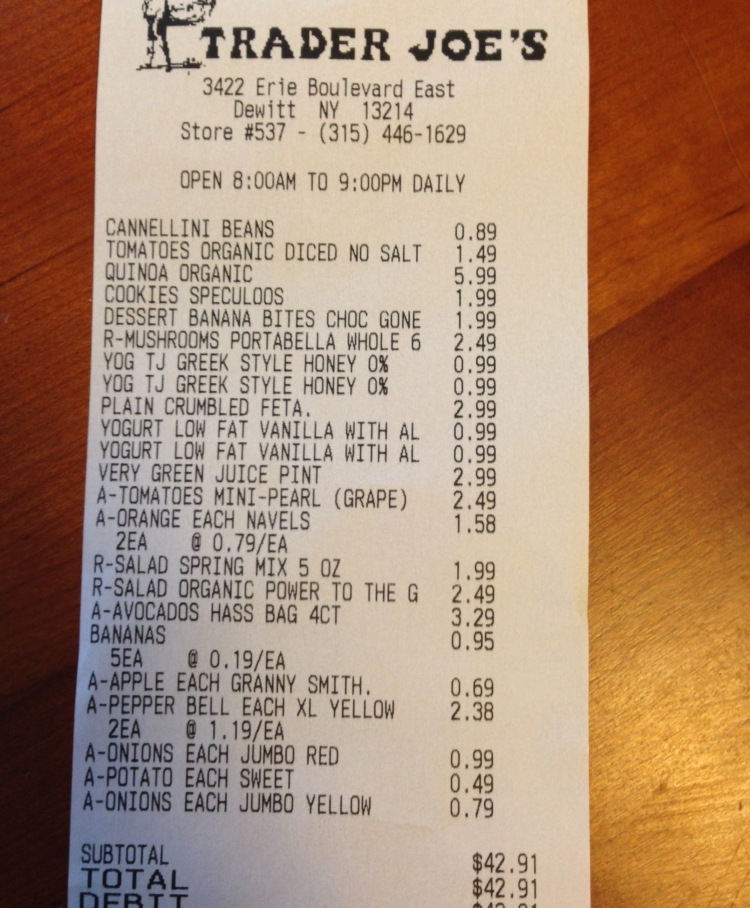 TRADER JOE'S
3422 Erie Boulevard East
Dewitt NY 13214
Store #537 - (315) 446-1629
OPEN 8:00AM TO 9:00PM DAILY
CANNELLINI BEANS 0.89
TOMATOES ORGANIC DICED NO SALT 1.49
QUINOA ORGANIC 5.99
COOKIES SPECULOOS 1.99
DESSERT BANANA BITES CHOC GONE 1.99
R-MUSHROOMS PORTABELLA WHOLE 6 2.49
YOG TJ GREEK STYLE HONEY 0% 0.99
YOG TJ GREEK STYLE HONEY 0% 0.99
PLAIN CRUMBLED FETA. 2.99
YOGURT LOW FAT VANILLA WITH AL 0.99
YOGURT LOW FAT VANILLA WITH AL 0.99
VERY GREEN JUICE PINT 2.99
A-TOMATOES MINI-PEARL (GRAPE) 2.49
A-ORANGE EACH NAVELS 1.58
2EA @ 0.79/EA
R-SALAD SPRING MIX 5 OZ 1.99
R-SALAD ORGANIC POWER TO THE G 2.49
A-AVOCADOS HASS BAG 4CT 3.29
BANANAS 0.95
5EA @ 0.19/EA
A-APPLE EACH GRANNY SMITH. 0.69
A-PEPPER BELL EACH XL YELLOW 2.38
2EA @ 1.19/EA
A-ONIONS EACH JUMBO RED 0.99
A-POTATO EACH SWEET 0.49
A-ONIONS EACH JUMBO YELLOW 0.79
SUBTOTAL $42.91
TOTAL $42.91
DEBIT